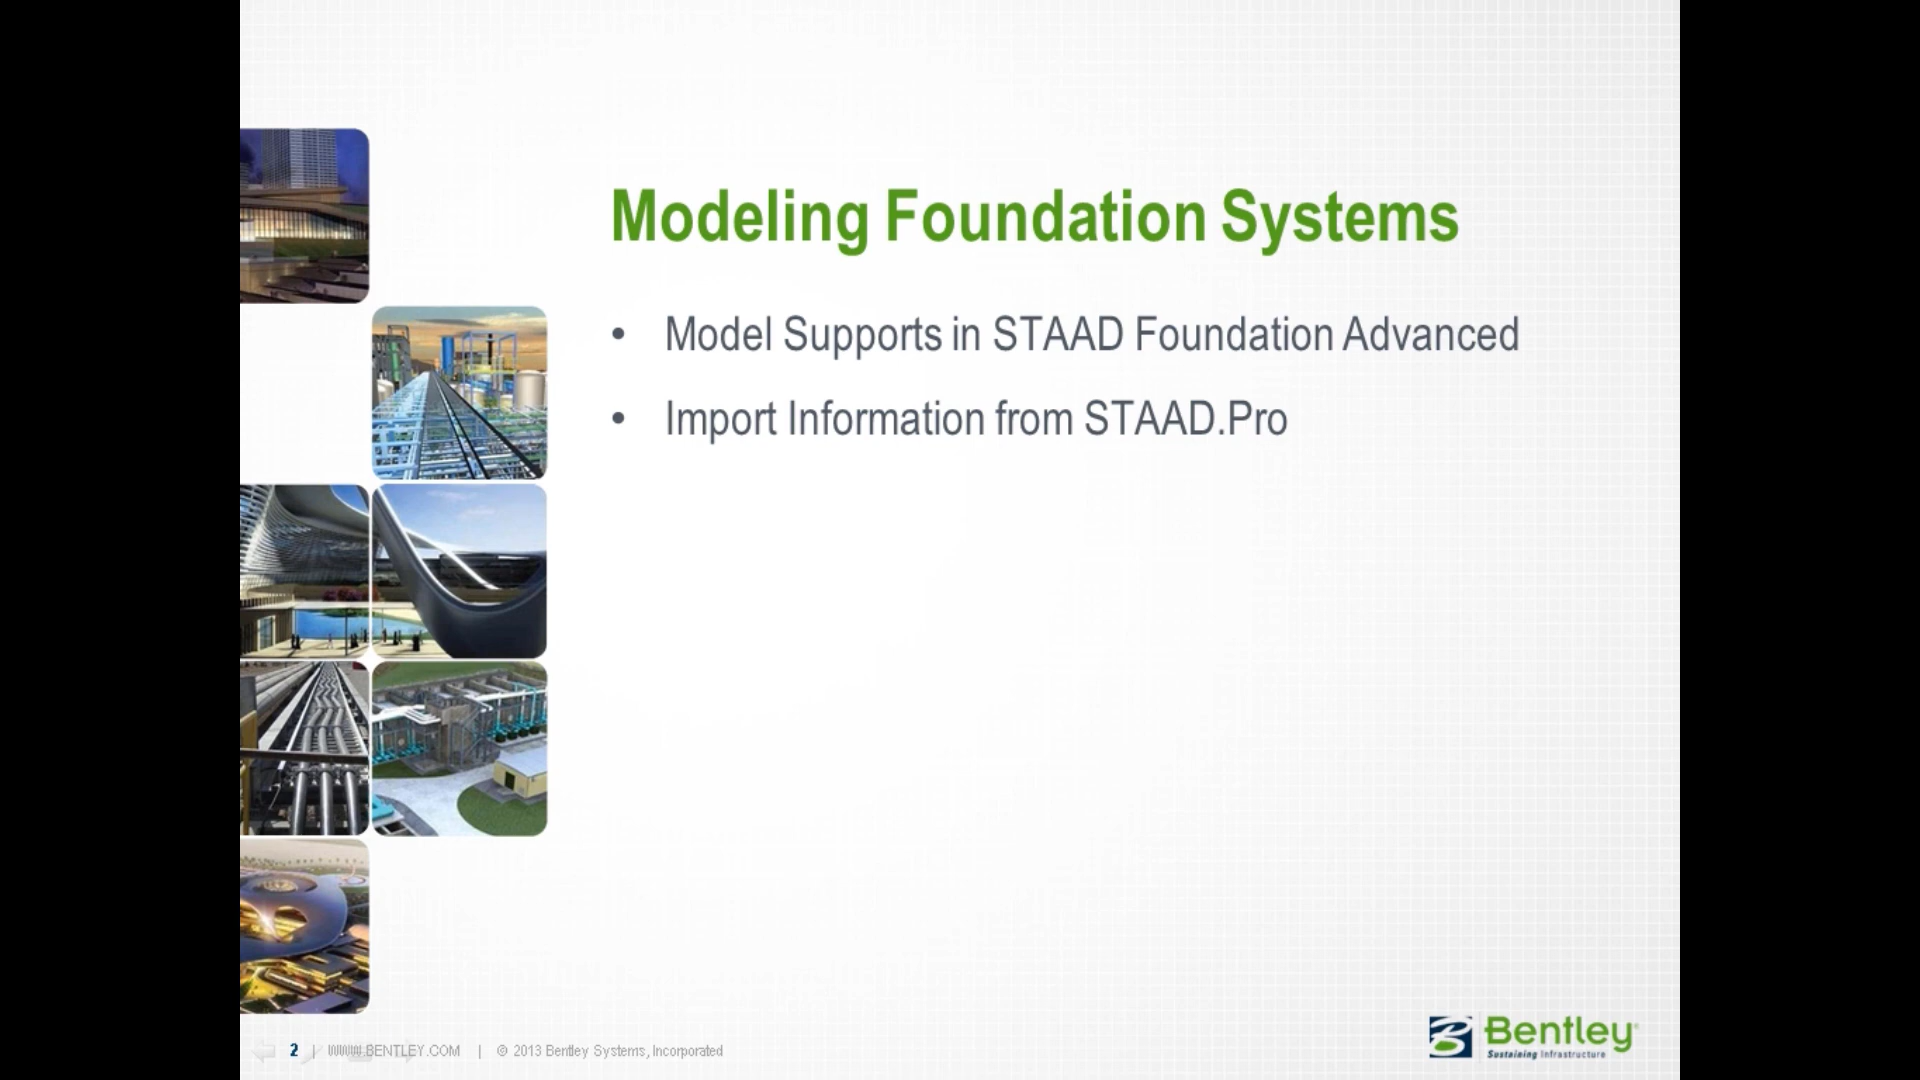 Modeling Foundation Systems
• Model Supports in STAAD Foundation Advanced
• Import Information from STAAD.Pro
2 | WWW.BENTLEY.COM | © 2013 Bentley Systems, Incorporated
Bentley
Sustaining Infrastructure